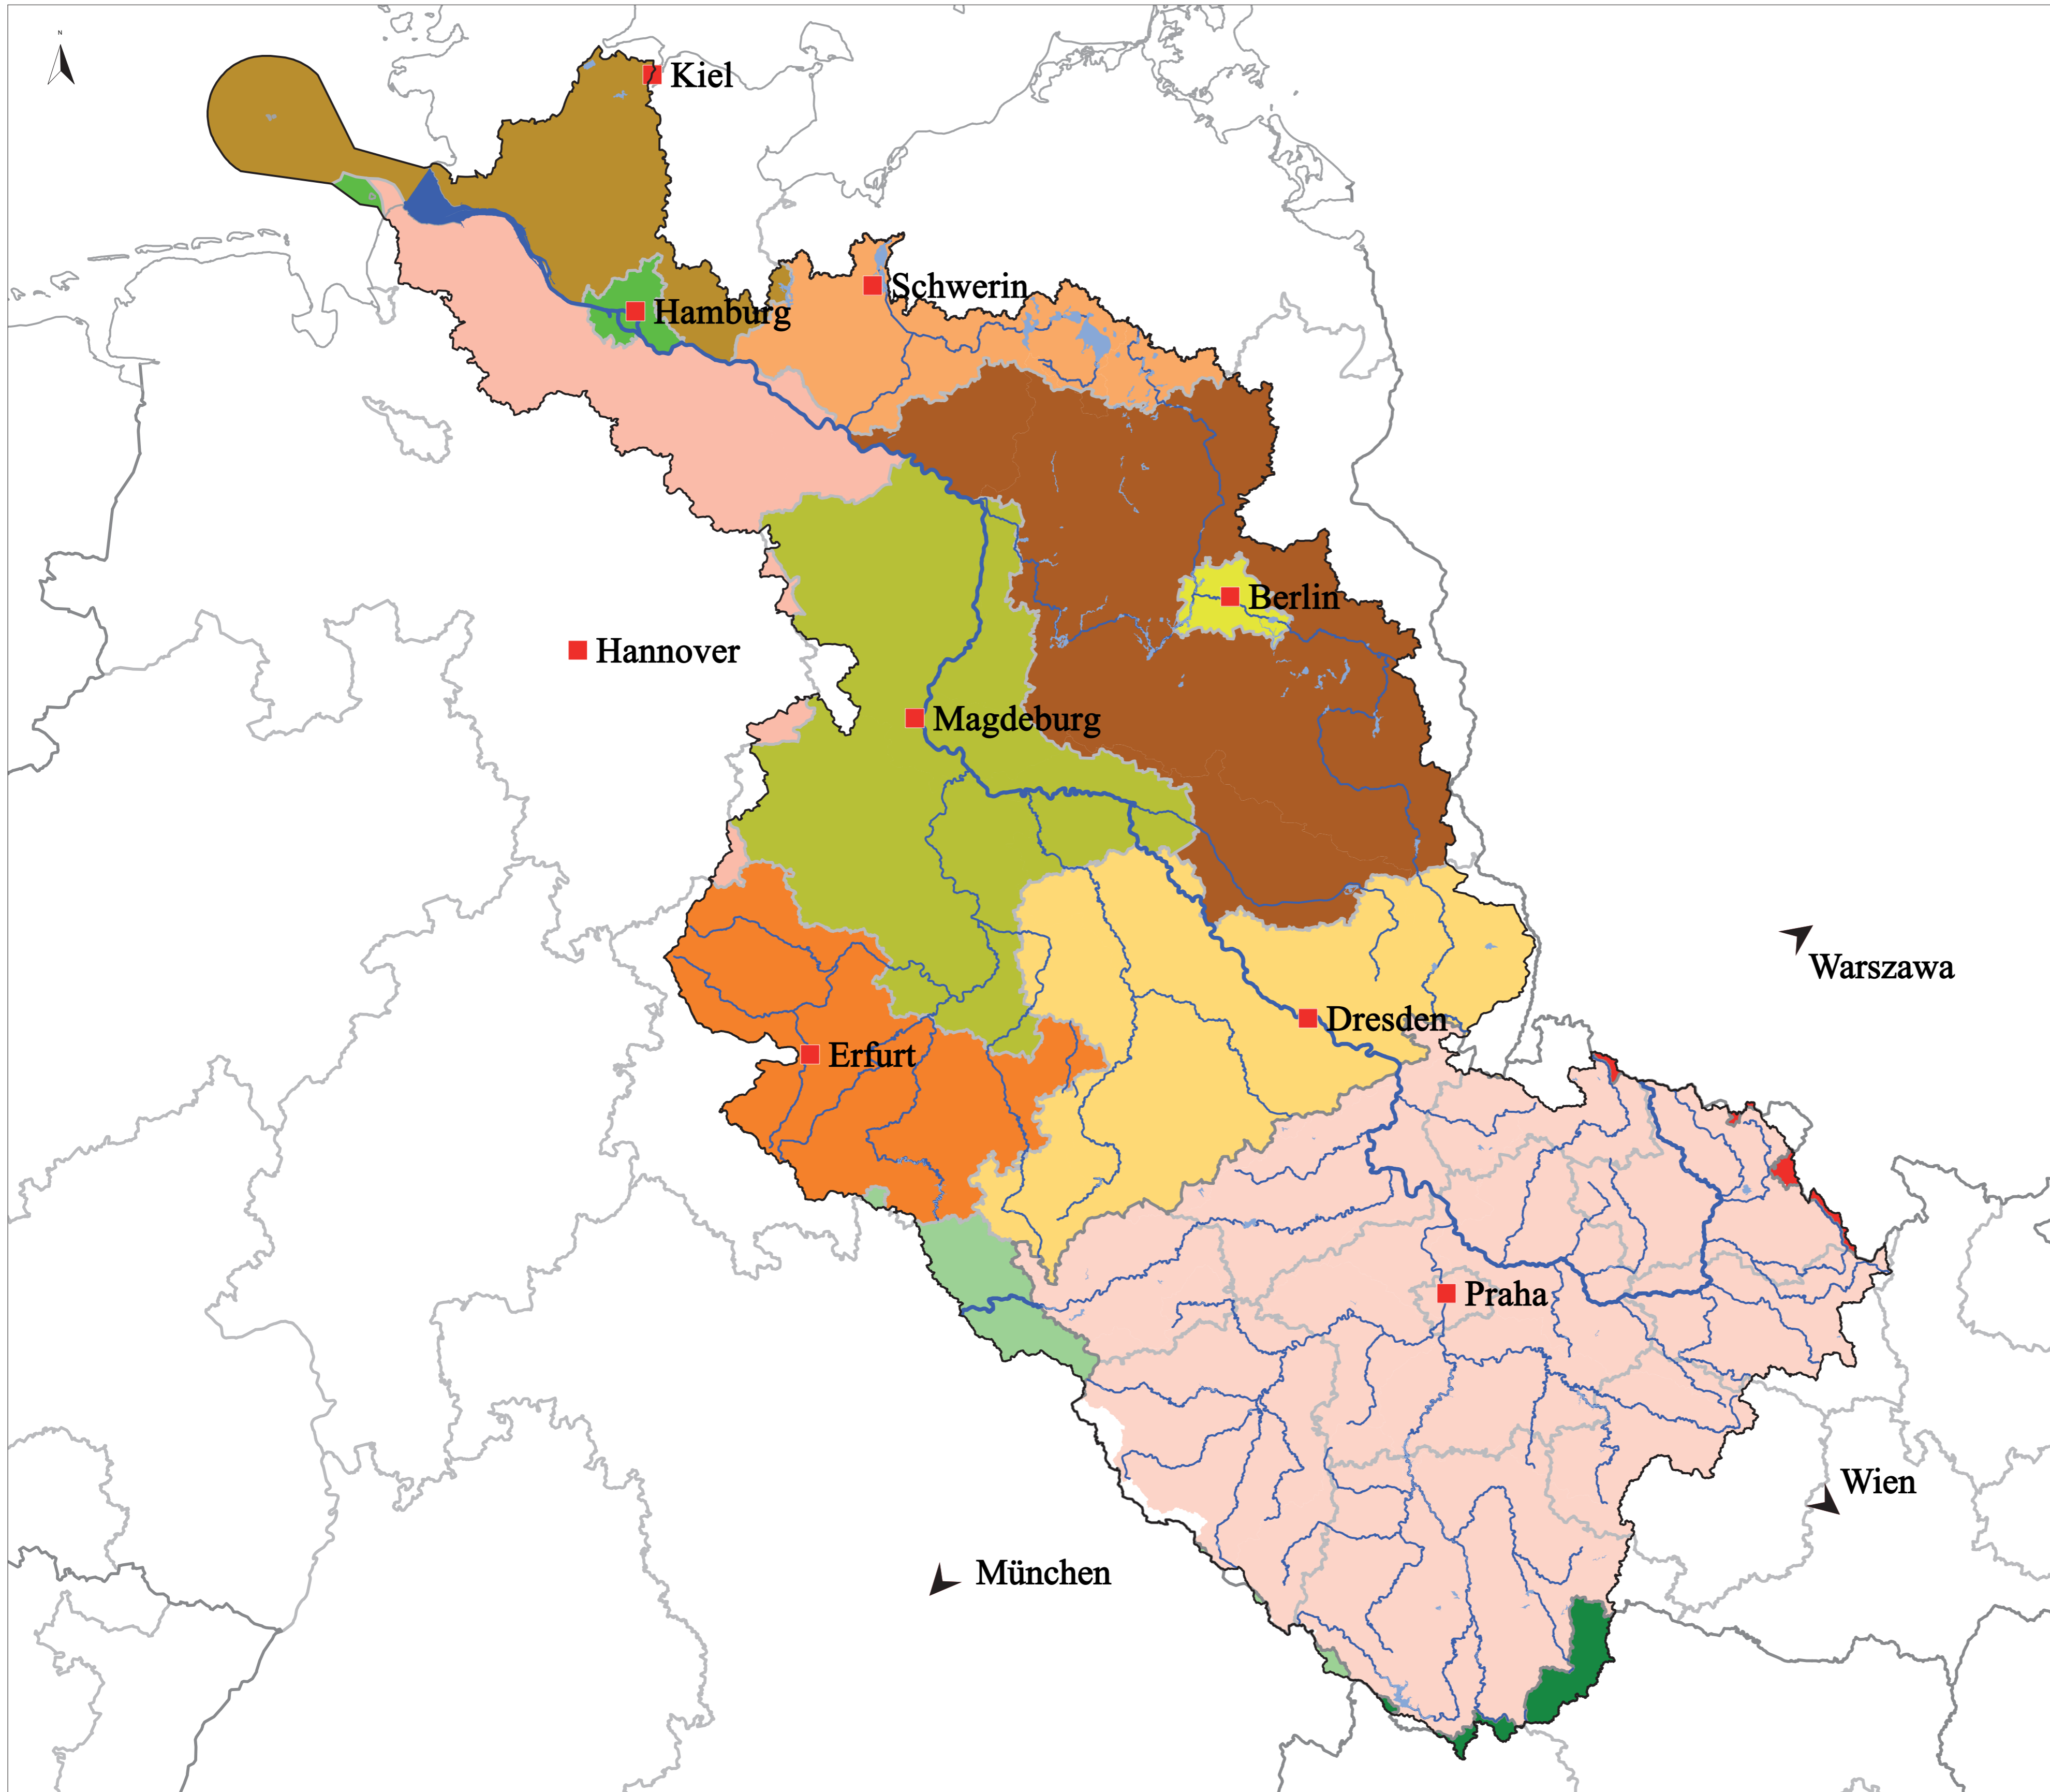 N
Kiel
Schwerin
Hamburg
Berlin
Hannover
Magdeburg
Warszawa
Dresden
Erfurt
Praha
Wien
München